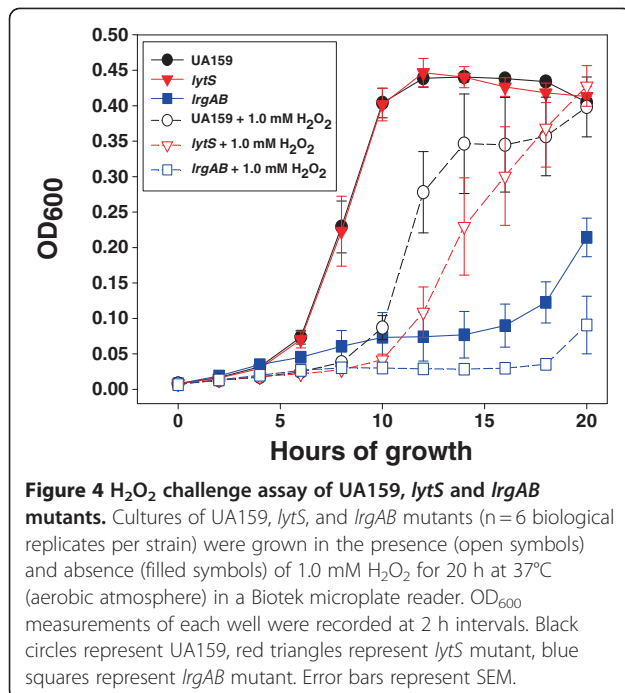 0.50
0.45
0.40
0.35
0.30
0.25
0.20
0.15
0.10
0.05
0.00
OD600
UA159
lytS
lrgAB
UA159 + 1.0 mM H2O2
lytS + 1.0 mM H2O2
lrgAB + 1.0 mM H2O2
0 5 10 15 20
Hours of growth
Figure 4 H2O2 challenge assay of UA159, lytS and lrgAB
mutants. Cultures of UA159, lytS, and lrgAB mutants (n = 6 biological
replicates per strain) were grown in the presence (open symbols)
and absence (filled symbols) of 1.0 mM H2O2 for 20 h at 37°C
(aerobic atmosphere) in a Biotek microplate reader. OD600
measurements of each well were recorded at 2 h intervals. Black
circles represent UA159, red triangles represent lytS mutant, blue
squares represent lrgAB mutant. Error bars represent SEM.